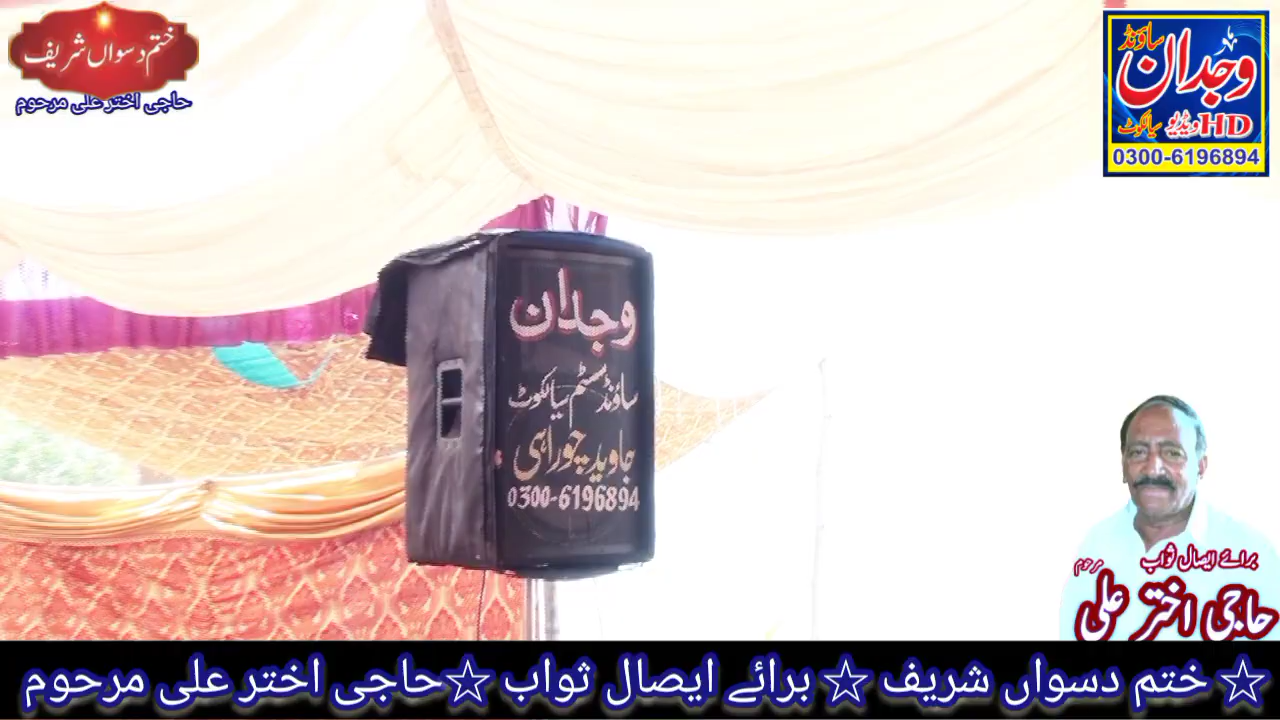 ختم دسواں شریف
حاجی اختر علی مرحوم
وجدان
ساؤنڈ
HD ویڈیو سیالکوٹ
0300-6196894
وجدان
ساؤنڈ سسٹم سیالکوٹ
جاوید چوراہی
0300-6196894
برائے ایصال ثواب
مرحوم
حاجی اختر علی
☆ ختم دسواں شریف ☆ برائے ایصال ثواب ☆حاجی اختر علی مرحوم